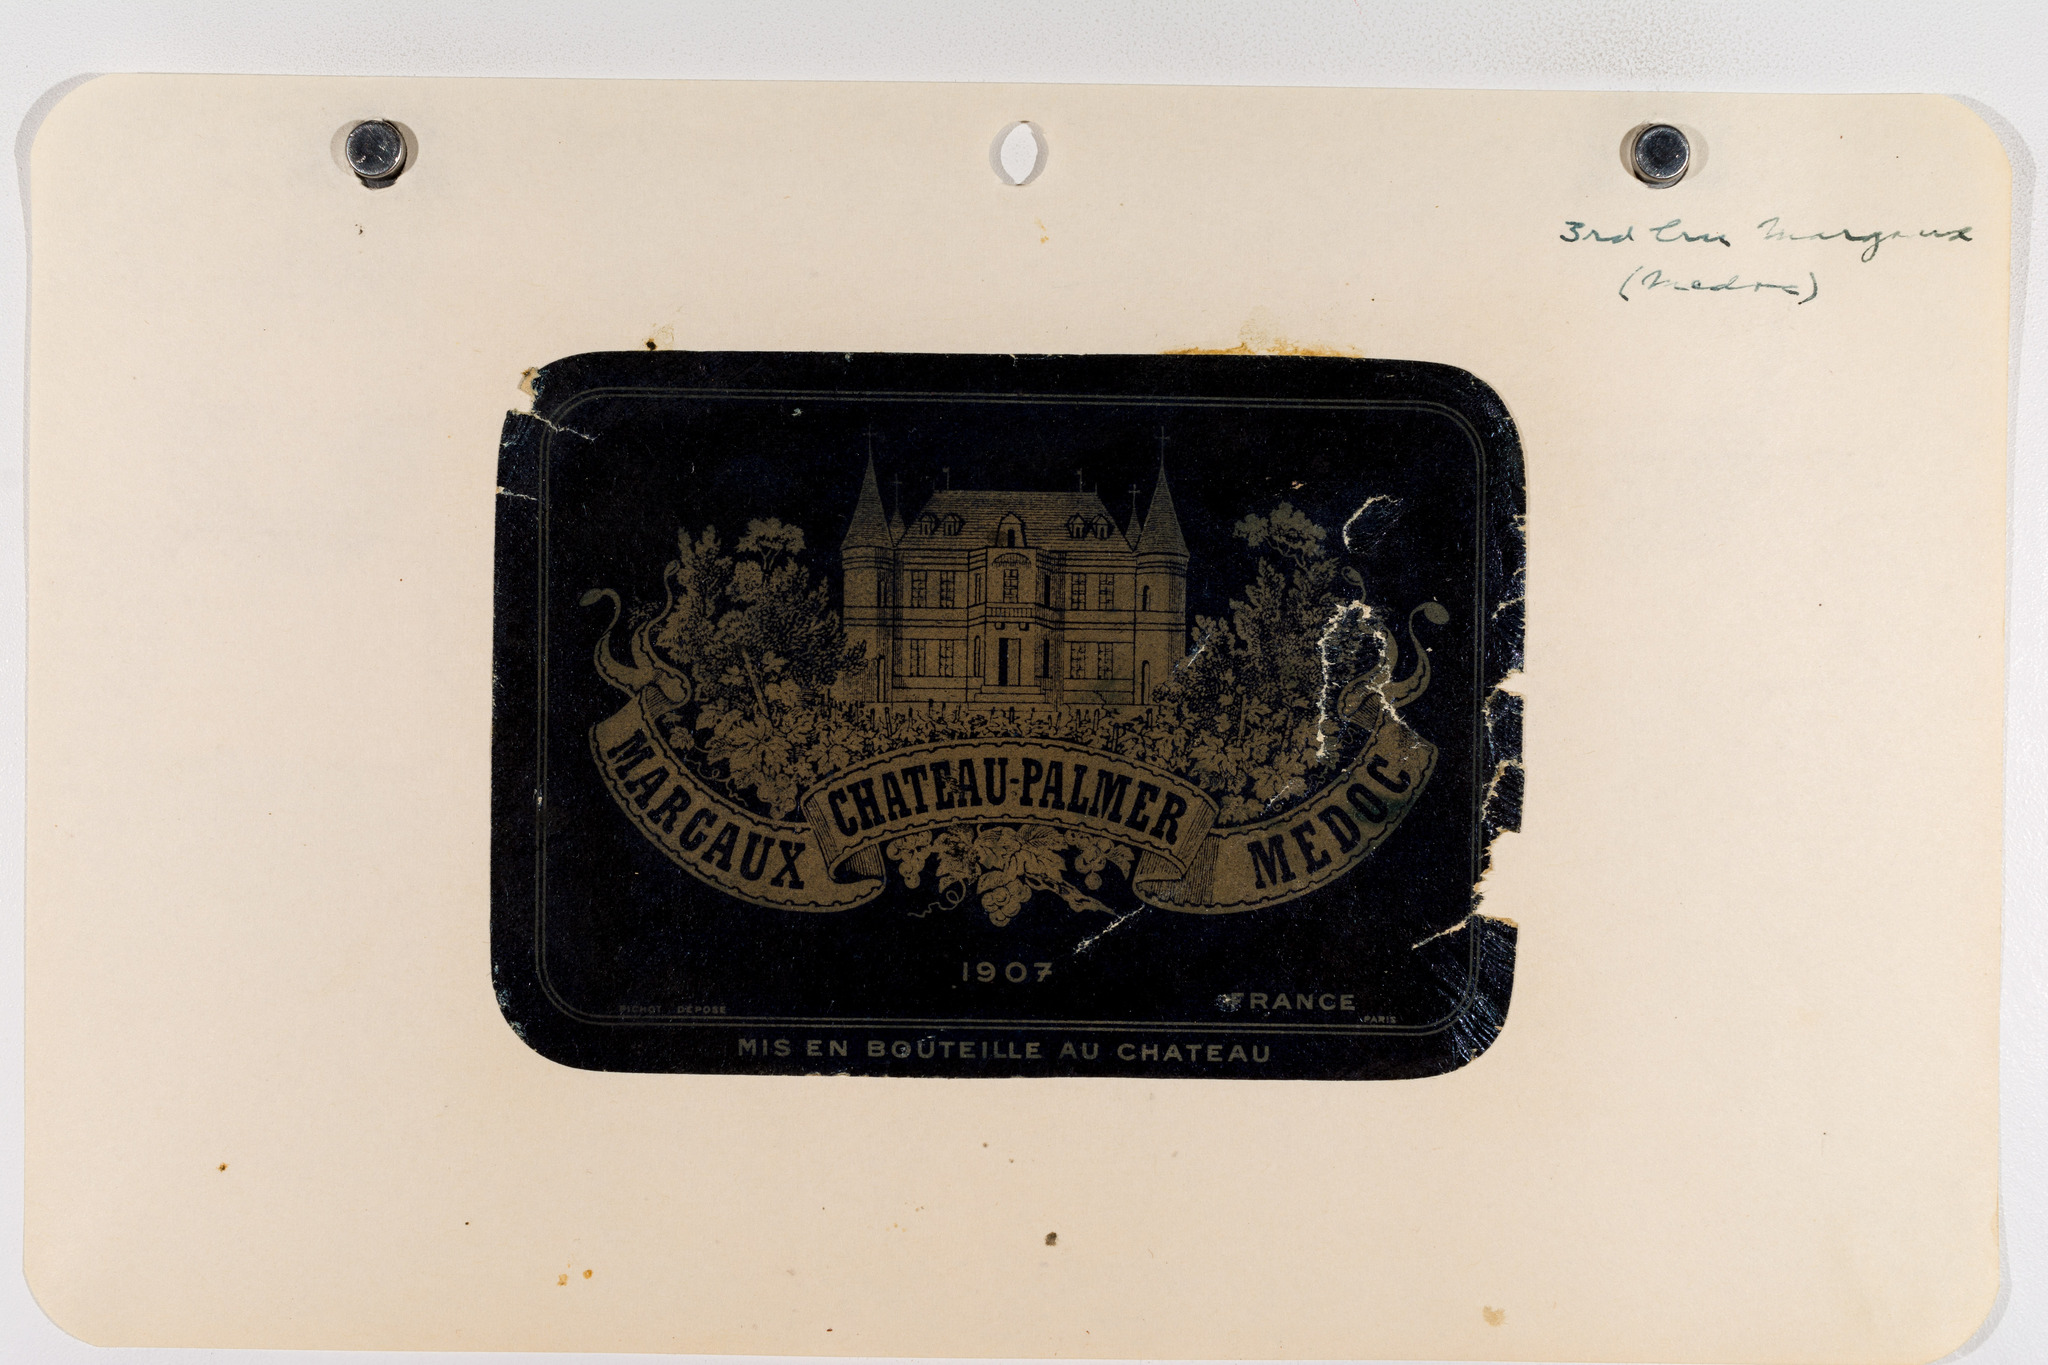 3rd Cru Margaux
(Medoc)
MARGAUX CHATEAU-PALMER MEDOC
1907
FRANCE
PICHOT DEPOSE PARIS
MIS EN BOUTEILLE AU CHATEAU